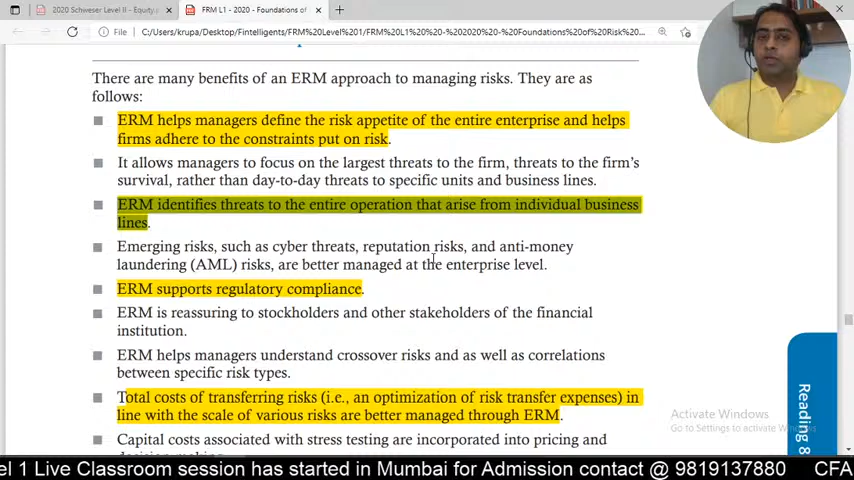 2020 Schweser Level II - Equity.p
FRM L1 - 2020 - Foundations of
File
C:/Users/krupa/Desktop/Fintelligents/FRM%20Level%201/FRM%20L1%20-%202020%20-%20Foundations%20of%20Risk%20M
There are many benefits of an ERM approach to managing risks. They are as
follows:
ERM helps managers define the risk appetite of the entire enterprise and helps
firms adhere to the constraints put on risk.
It allows managers to focus on the largest threats to the firm, threats to the firm's
survival, rather than day-to-day threats to specific units and business lines.
ERM identifies threats to the entire operation that arise from individual business
lines.
Emerging risks, such as cyber threats, reputation risks, and anti-money
laundering (AML) risks, are better managed at the enterprise level.
ERM supports regulatory compliance.
ERM is reassuring to stockholders and other stakeholders of the financial
institution.
ERM helps managers understand crossover risks and as well as correlations
between specific risk types.
Total costs of transferring risks (i.e., an optimization of risk transfer expenses) in
line with the scale of various risks are better managed through ERM.
Capital costs associated with stress testing are incorporated into pricing and
Reading 8
Activate Windows
Go to Settings to activate Windows.
el 1 Live Classroom session has started in Mumbai for Admission contact @ 9819137880 CFA